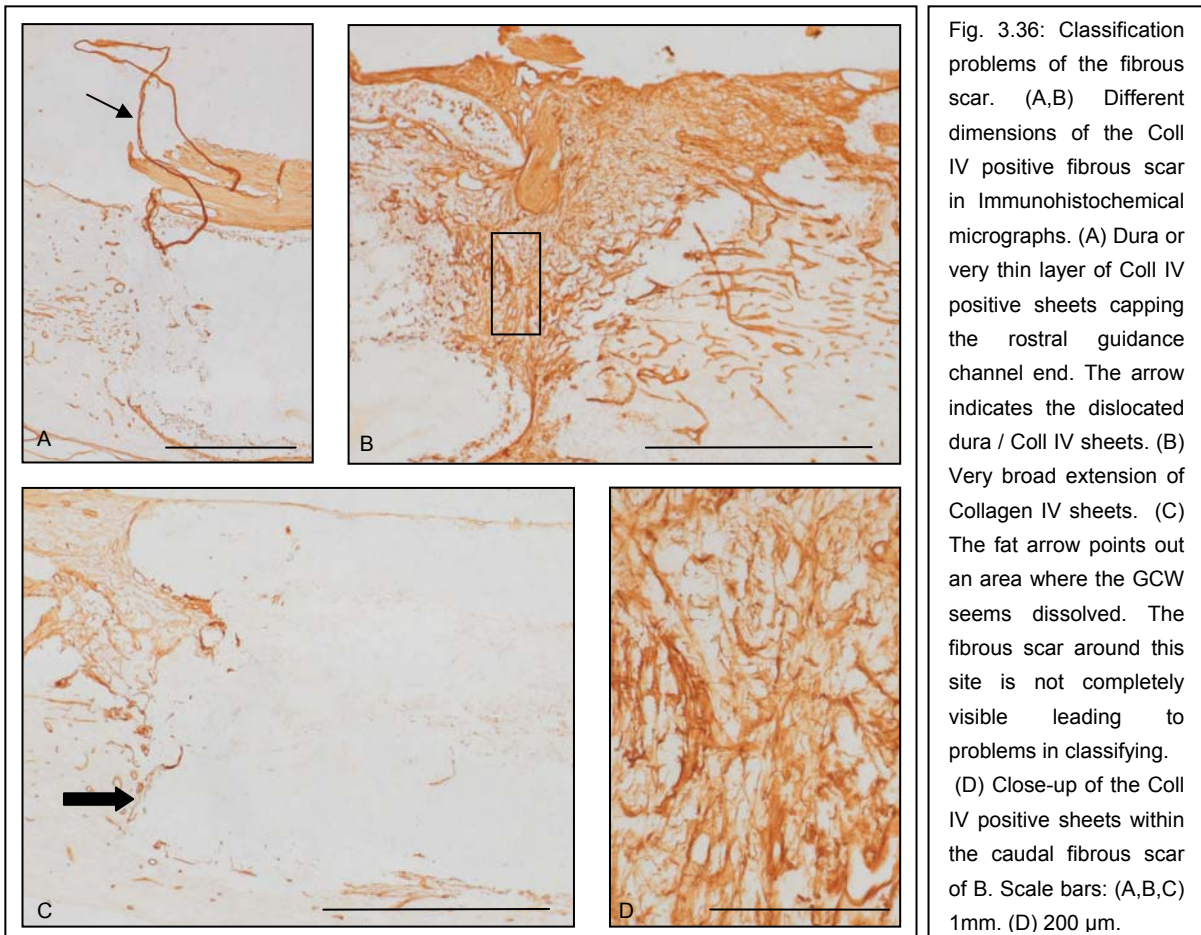 A
B
C
D
Fig. 3.36: Classification
problems of the fibrous
scar. (A,B) Different
dimensions of the Coll
IV positive fibrous scar
in Immunohistochemical
micrographs. (A) Dura or
very thin layer of Coll IV
positive sheets capping
the rostral guidance
channel end. The arrow
indicates the dislocated
dura / Coll IV sheets. (B)
Very broad extension of
Collagen IV sheets. (C)
The fat arrow points out
an area where the GCW
seems dissolved. The
fibrous scar around this
site is not completely
visible leading to
problems in classifying.
(D) Close-up of the Coll
IV positive sheets within
the caudal fibrous scar
of B. Scale bars: (A,B,C)
1mm. (D) 200 µm.